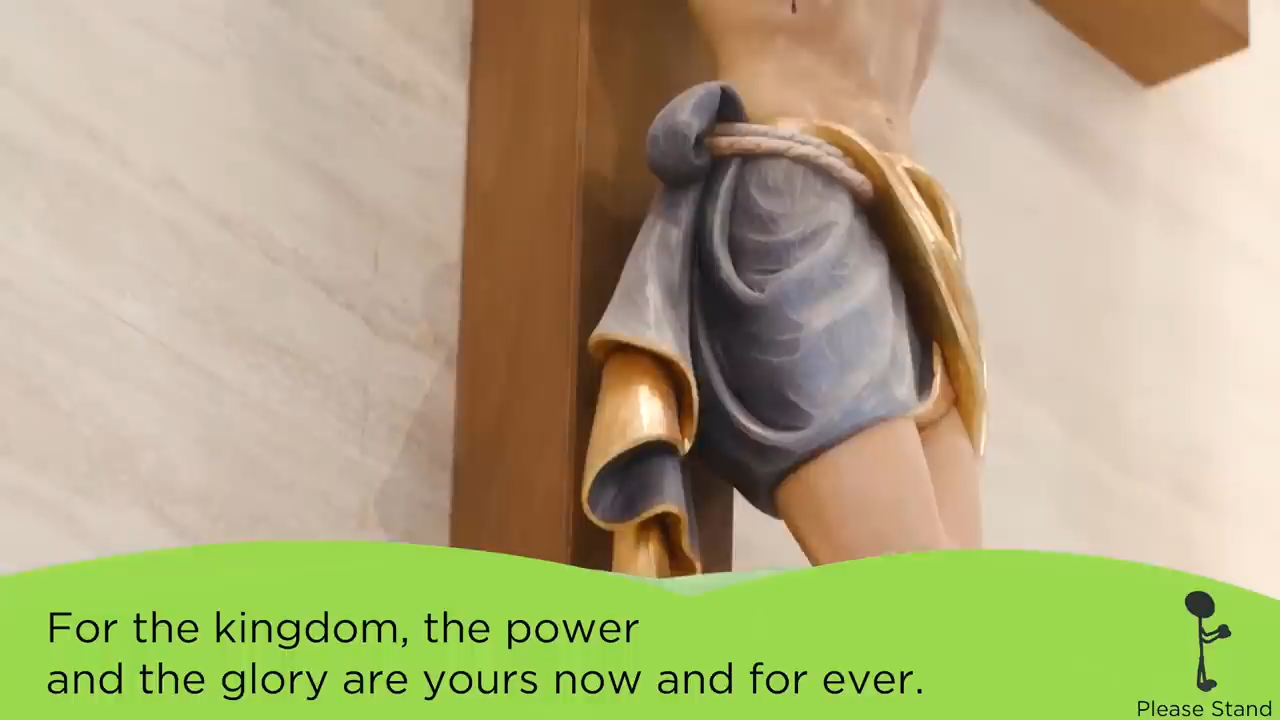 For the kingdom, the power
and the glory are yours now and for ever.
Please Stand